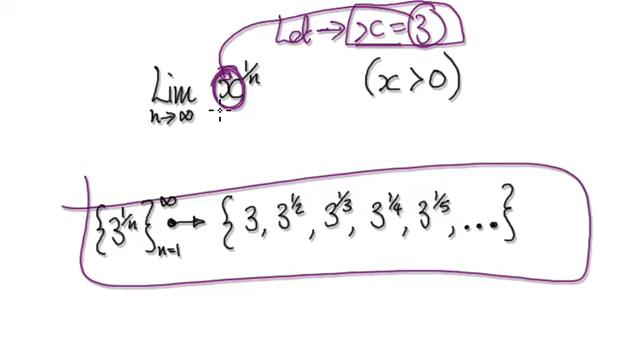 Let → x = 3
Lim x^{1/n} (x > 0)
n→∞
{3^{1/n}}_{n=1}^{∞} •→ {3, 3^{1/2}, 3^{1/3}, 3^{1/4}, 3^{1/5}, ...}